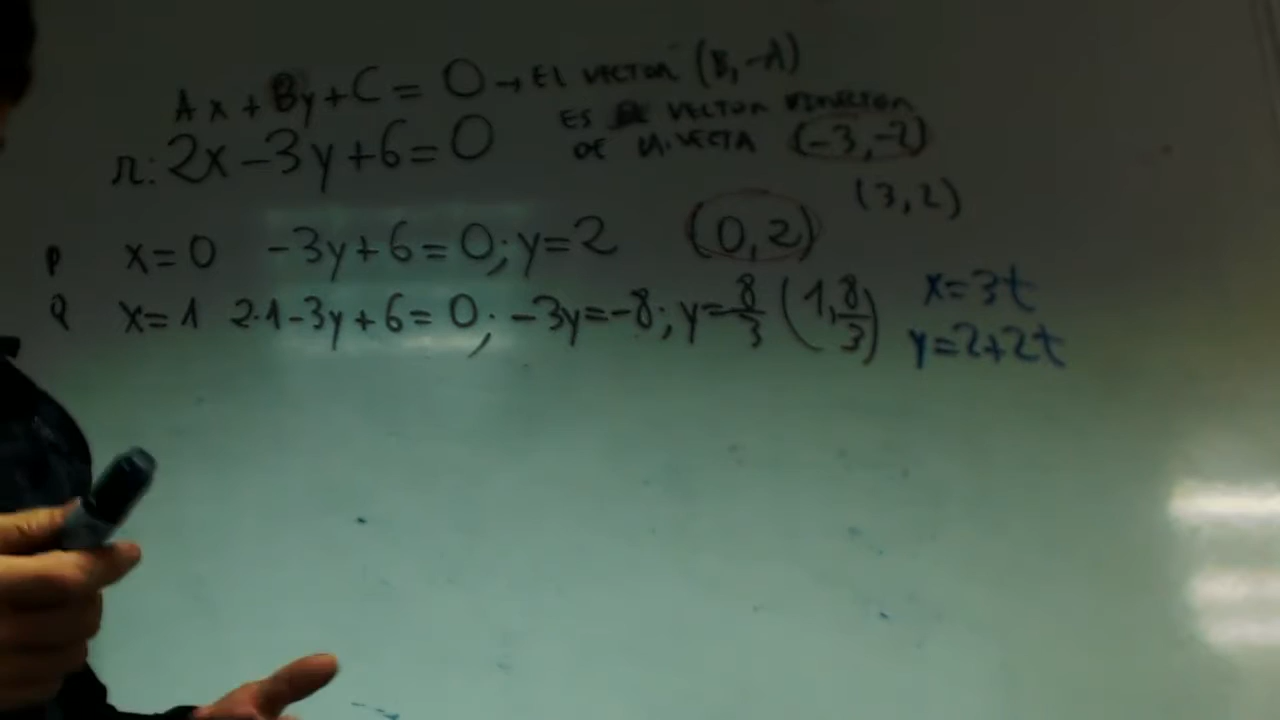 Ax + By + C = 0 → EL VECTOR (B, -A)
ES VECTOR DIRECTOR
r: 2x - 3y + 6 = 0 DE LA RECTA (-3, -2)
(3, 2)
P x = 0 -3y + 6 = 0; y = 2 (0, 2)
Q x = 1 2·1 - 3y + 6 = 0; -3y = -8; y = 8/3 (1, 8/3)
x = 3t
y = 2 + 2t